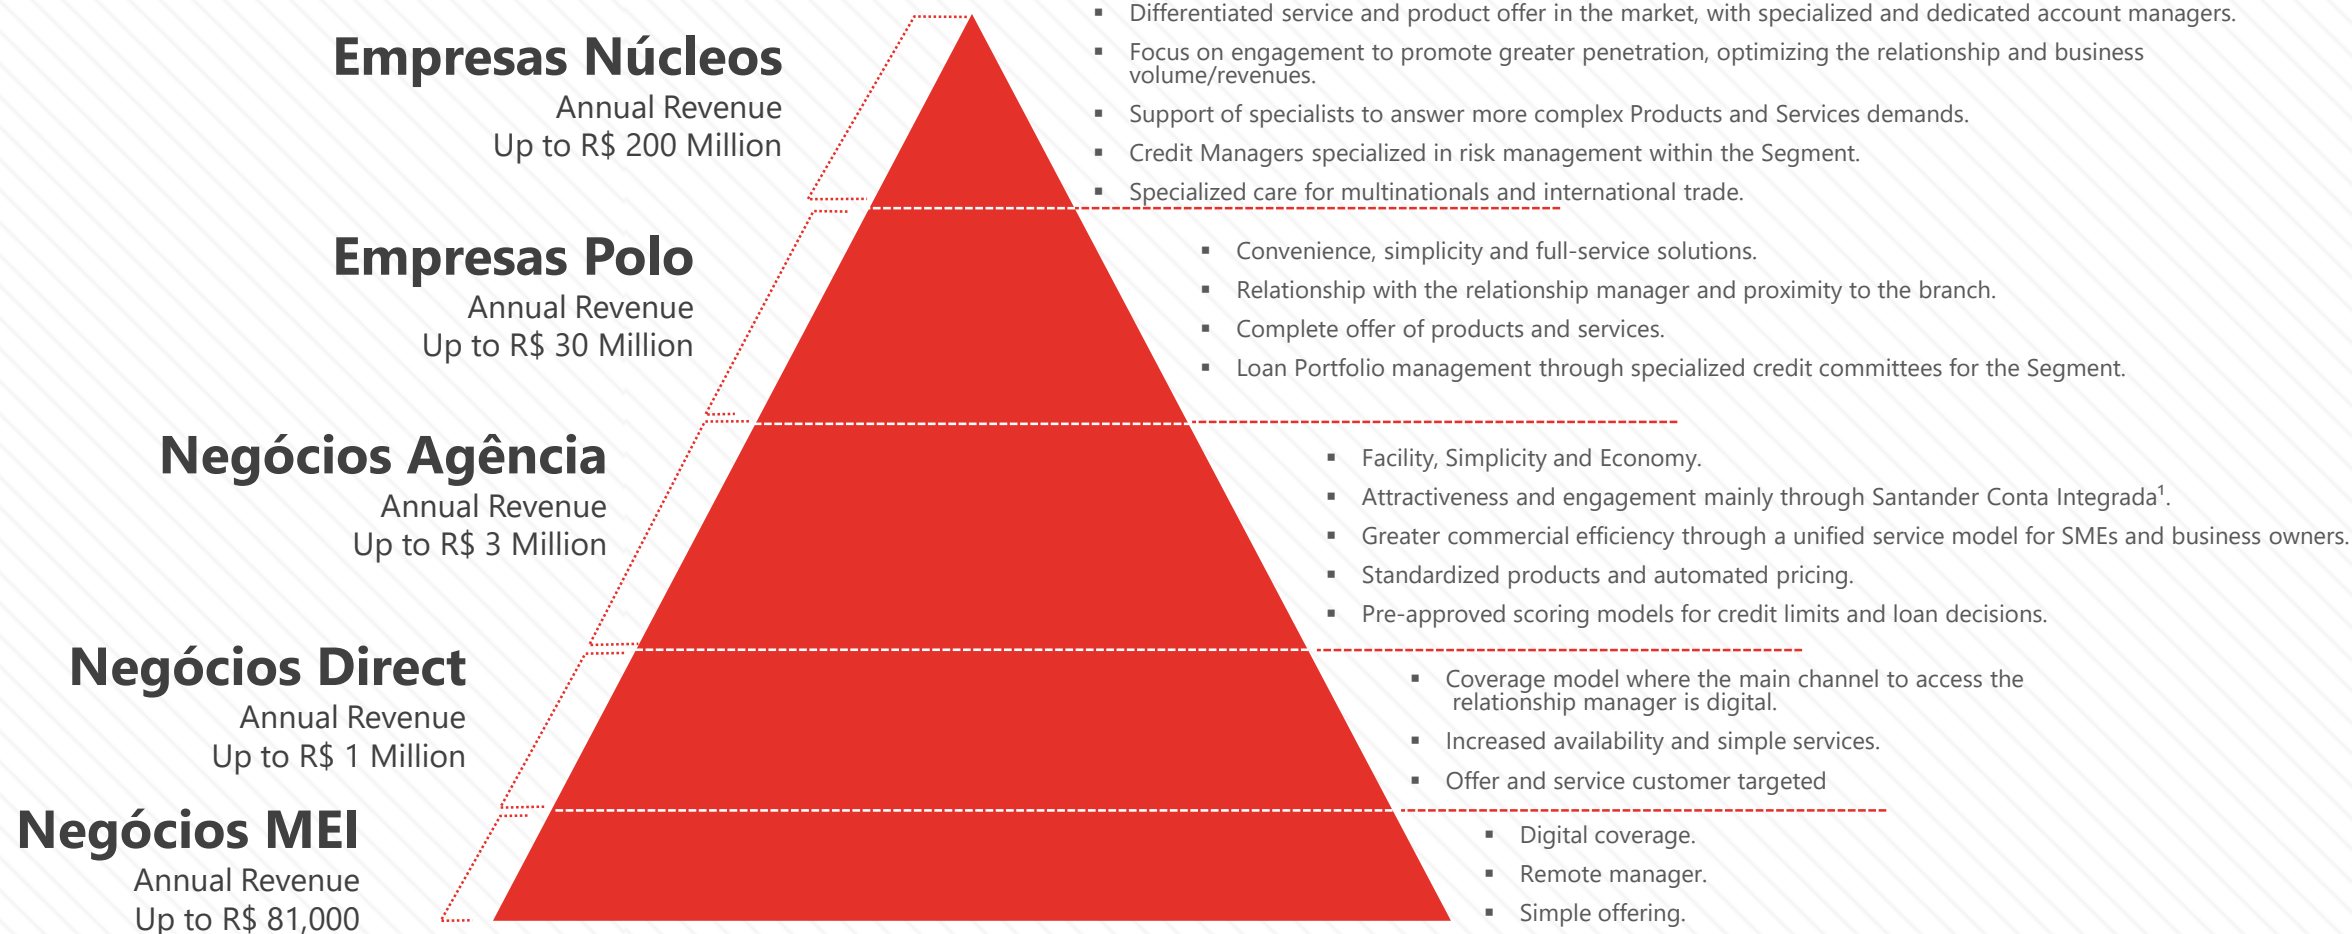 Empresas Núcleos
Annual Revenue
Up to R$ 200 Million
▪ Differentiated service and product offer in the market, with specialized and dedicated account managers.
▪ Focus on engagement to promote greater penetration, optimizing the relationship and business
volume/revenues.
▪ Support of specialists to answer more complex Products and Services demands.
▪ Credit Managers specialized in risk management within the Segment.
▪ Specialized care for multinationals and international trade.
Empresas Polo
Annual Revenue
Up to R$ 30 Million
▪ Convenience, simplicity and full-service solutions.
▪ Relationship with the relationship manager and proximity to the branch.
▪ Complete offer of products and services.
▪ Loan Portfolio management through specialized credit committees for the Segment.
Negócios Agência
Annual Revenue
Up to R$ 3 Million
▪ Facility, Simplicity and Economy.
▪ Attractiveness and engagement mainly through Santander Conta Integrada¹.
▪ Greater commercial efficiency through a unified service model for SMEs and business owners.
▪ Standardized products and automated pricing.
▪ Pre-approved scoring models for credit limits and loan decisions.
Negócios Direct
Annual Revenue
Up to R$ 1 Million
▪ Coverage model where the main channel to access the
relationship manager is digital.
▪ Increased availability and simple services.
▪ Offer and service customer targeted
Negócios MEI
Annual Revenue
Up to R$ 81,000
▪ Digital coverage.
▪ Remote manager.
▪ Simple offering.